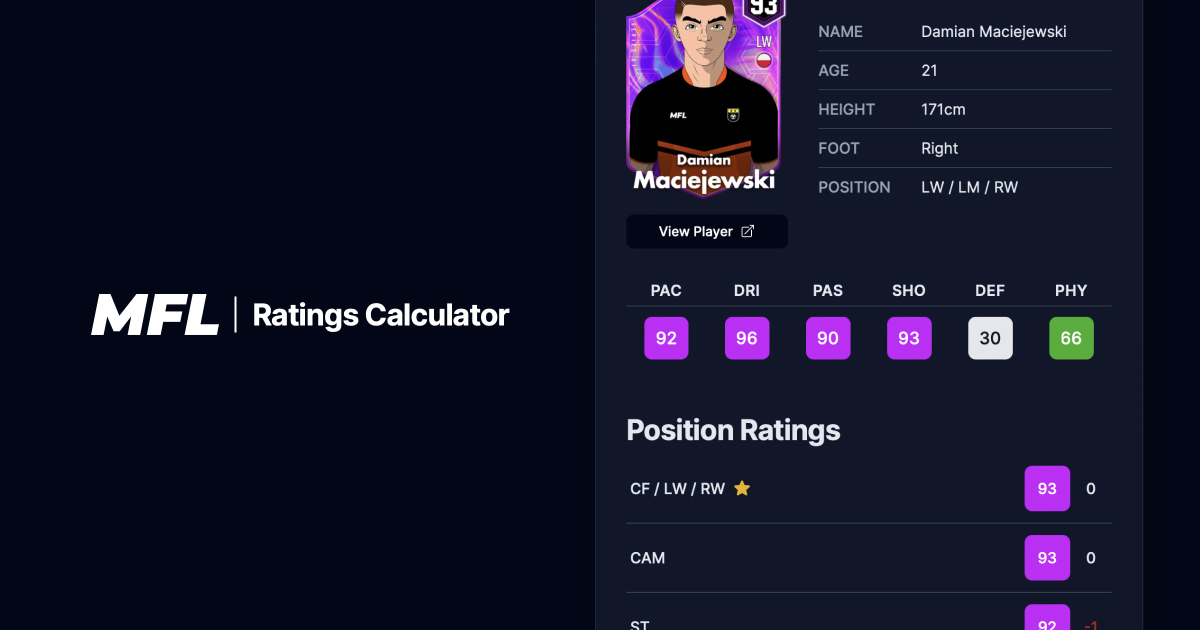 MFL | Ratings Calculator
93
LW
MFL
Damian
Maciejewski
View Player
NAME Damian Maciejewski
AGE 21
HEIGHT 171cm
FOOT Right
POSITION LW / LM / RW
PAC DRI PAS SHO DEF PHY
92 96 90 93 30 66
Position Ratings
CF / LW / RW 93 0
CAM 93 0
ST 92 -1